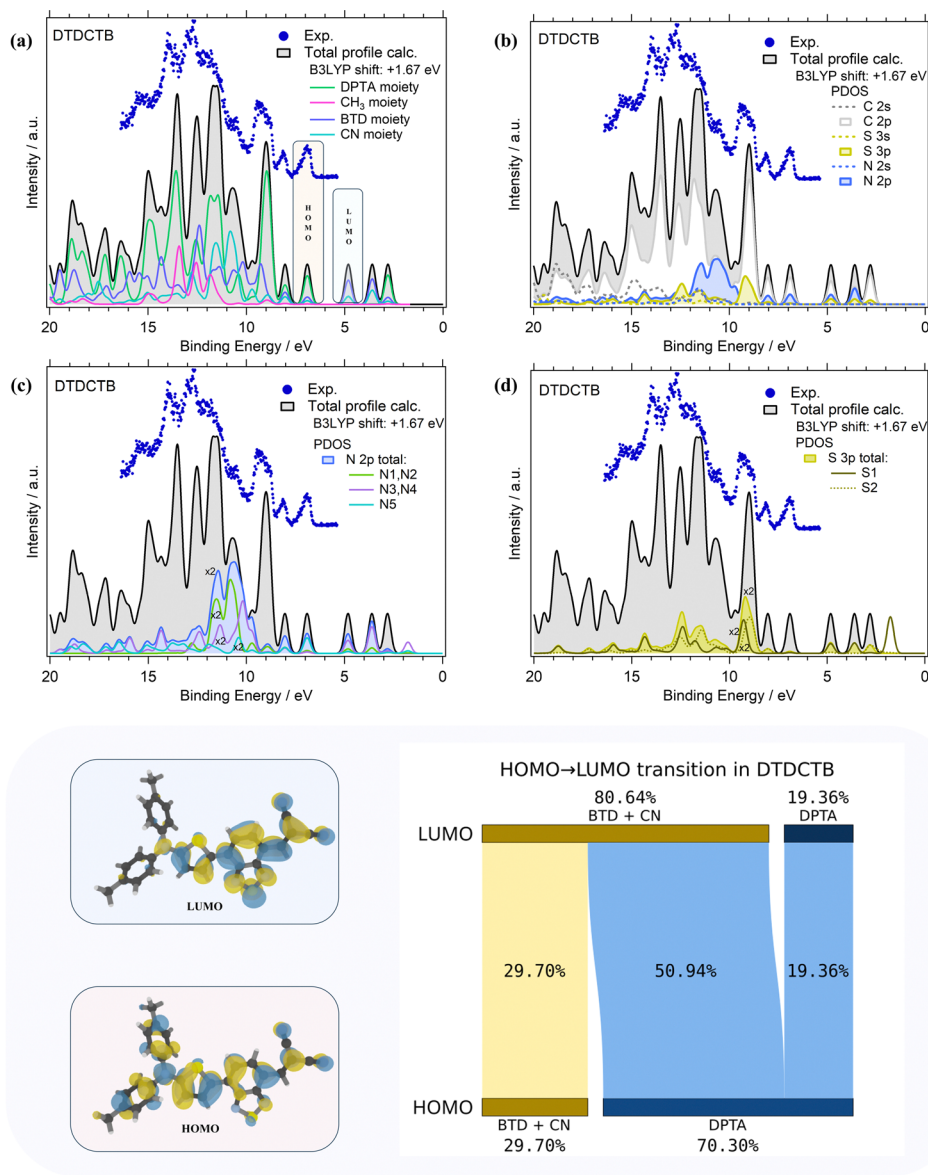 (a)
DTDCTB
Exp.
Total profile calc.
B3LYP shift: +1.67 eV
DPTA moiety
CH3 moiety
BTD moiety
CN moiety
HOMO
LUMO
Intensity / a.u.
20 15 10 5 0
Binding Energy / eV
(b)
DTDCTB
Exp.
Total profile calc.
B3LYP shift: +1.67 eV
PDOS
C 2s
C 2p
S 3s
S 3p
N 2s
N 2p
Intensity / a.u.
20 15 10 5 0
Binding Energy / eV
(c)
DTDCTB
Exp.
Total profile calc.
B3LYP shift: +1.67 eV
PDOS
N 2p total:
N1,N2
N3,N4
N5
x2
x2
x2
x2
Intensity / a.u.
20 15 10 5 0
Binding Energy / eV
(d)
DTDCTB
Exp.
Total profile calc.
B3LYP shift: +1.67 eV
PDOS
S 3p total:
S1
S2
x2
x2
x2
Intensity / a.u.
20 15 10 5 0
Binding Energy / eV
LUMO
HOMO
HOMO→LUMO transition in DTDCTB
80.64% 19.36%
BTD + CN DPTA
LUMO
29.70% 50.94% 19.36%
HOMO
BTD + CN DPTA
29.70% 70.30%